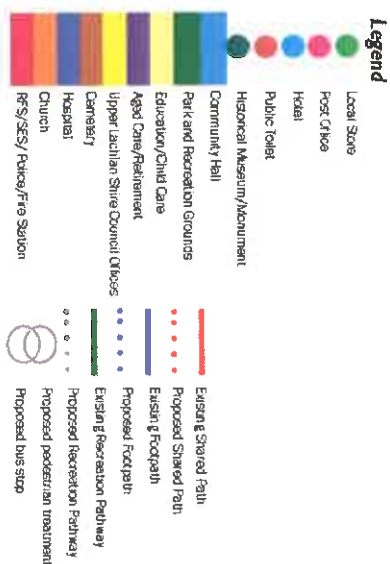 Legend
Local Store
Post Office
Hotel
Public Toilet
Historical Museum/Monument
Community Hall
Park and Recreation Grounds
Education/Child Care
Aged Care/Retirement
Upper Lachlan Shire Council Offices
Cemetery
Hospital
Church
RFS/SES/ Police/Fire Station
Existing Shared Path
Proposed Shared Path
Existing Footpath
Proposed Footpath
Existing Recreation Pathway
Proposed Recreation Pathway
Proposed pedestrian treatment
Proposed bus stop